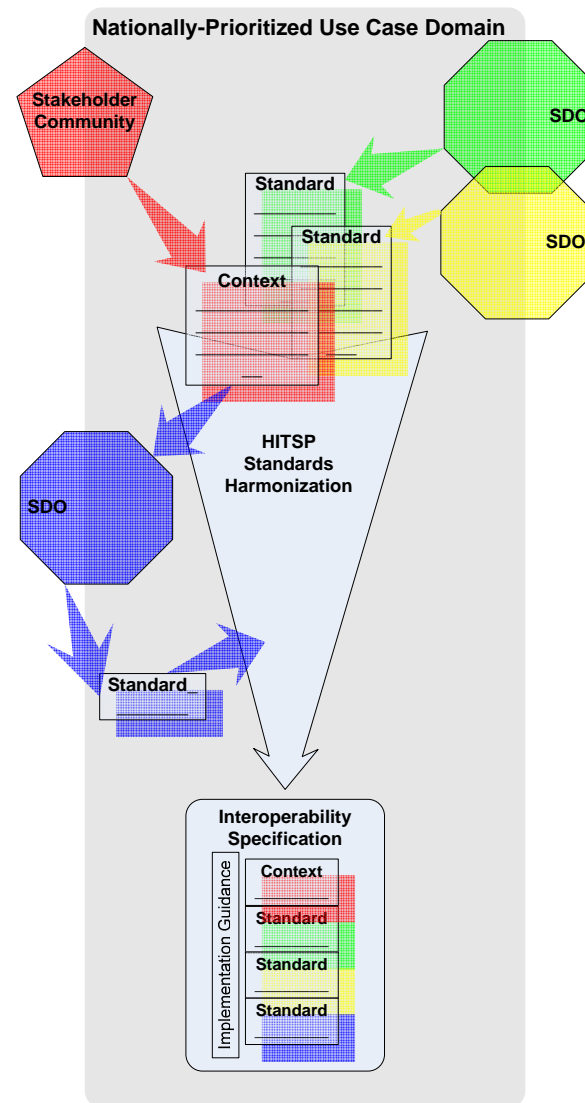 Nationally-Prioritized Use Case Domain
Stakeholder
Community
SDO
SDO
Standard
Standard
Context
HITSP
Standards
Harmonization
SDO
Standard_
Interoperability
Specification
Implementation Guidance
Context
Standard
Standard
Standard